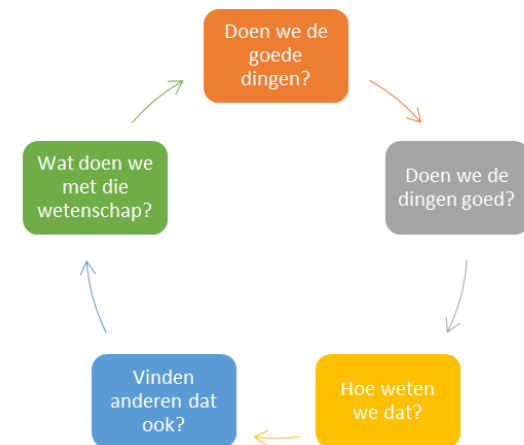 Doen we de
goede
dingen?
Doen we de
dingen goed?
Hoe weten
we dat?
Vinden
anderen dat
ook?
Wat doen we
met die
wetenschap?